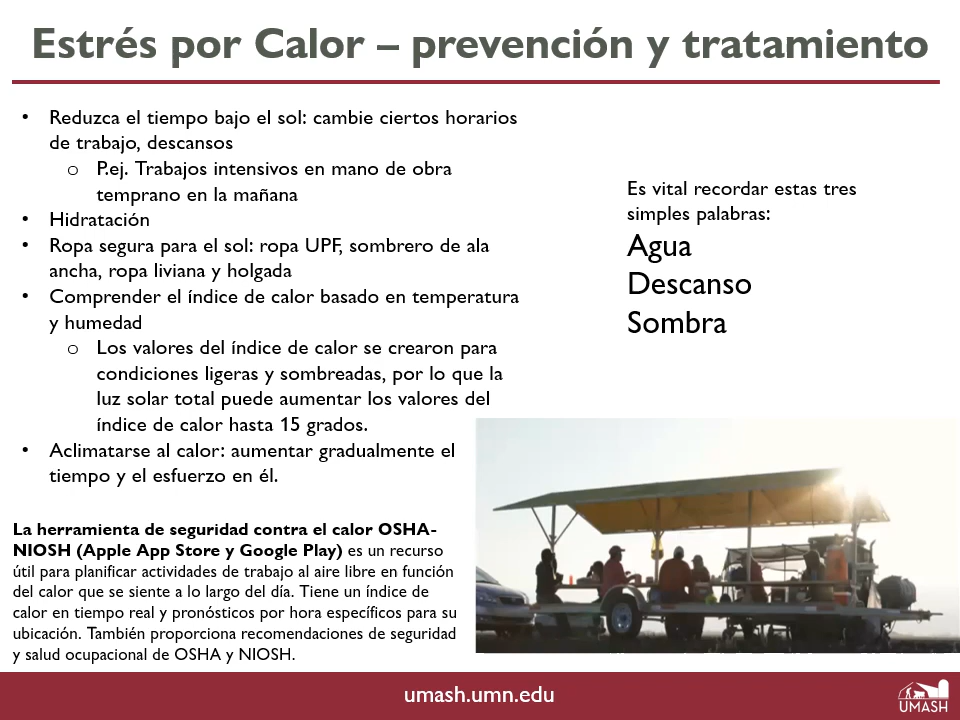 Estrés por Calor – prevención y tratamiento
• Reduzca el tiempo bajo el sol: cambie ciertos horarios
de trabajo, descansos
o P.ej. Trabajos intensivos en mano de obra
temprano en la mañana
• Hidratación
• Ropa segura para el sol: ropa UPF, sombrero de ala
ancha, ropa liviana y holgada
• Comprender el índice de calor basado en temperatura
y humedad
o Los valores del índice de calor se crearon para
condiciones ligeras y sombreadas, por lo que la
luz solar total puede aumentar los valores del
índice de calor hasta 15 grados.
• Aclimatarse al calor: aumentar gradualmente el
tiempo y el esfuerzo en él.
Es vital recordar estas tres
simples palabras:
Agua
Descanso
Sombra
La herramienta de seguridad contra el calor OSHA-
NIOSH (Apple App Store y Google Play) es un recurso
útil para planificar actividades de trabajo al aire libre en función
del calor que se siente a lo largo del día. Tiene un índice de
calor en tiempo real y pronósticos por hora específicos para su
ubicación. También proporciona recomendaciones de seguridad
y salud ocupacional de OSHA y NIOSH.
umash.umn.edu
UMASH